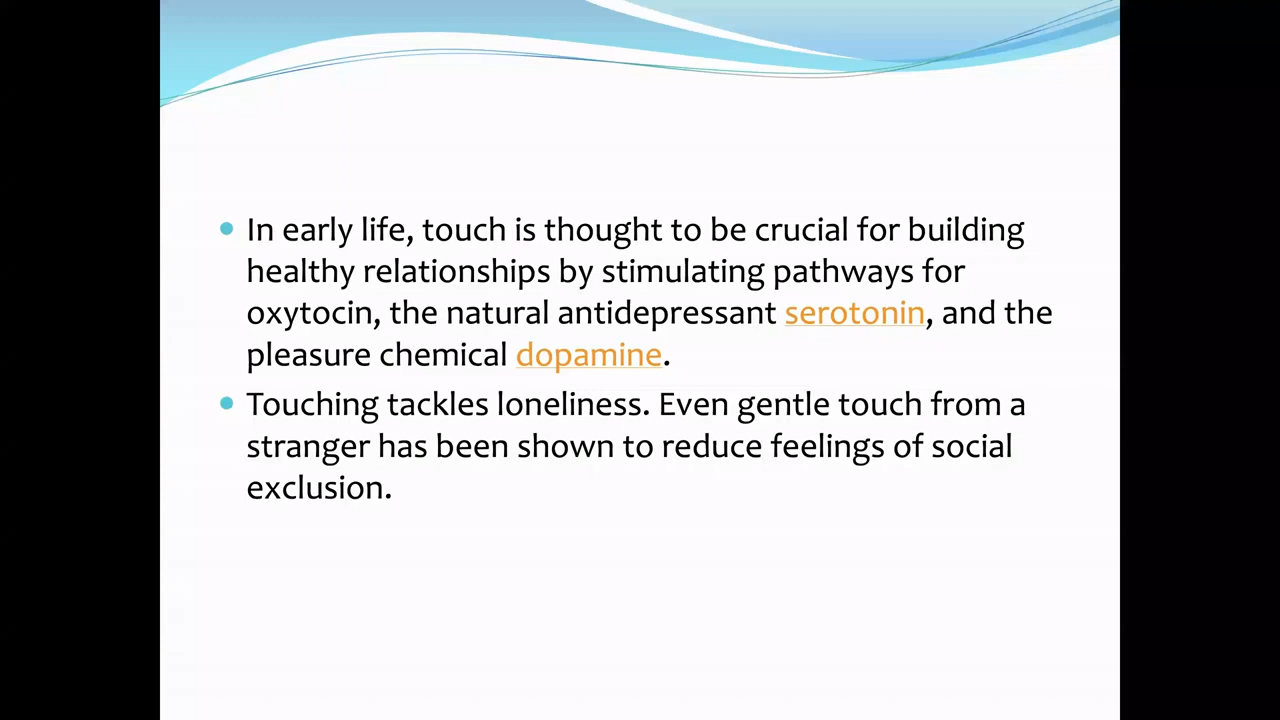 In early life, touch is thought to be crucial for building
healthy relationships by stimulating pathways for
oxytocin, the natural antidepressant serotonin, and the
pleasure chemical dopamine.
Touching tackles loneliness. Even gentle touch from a
stranger has been shown to reduce feelings of social
exclusion.